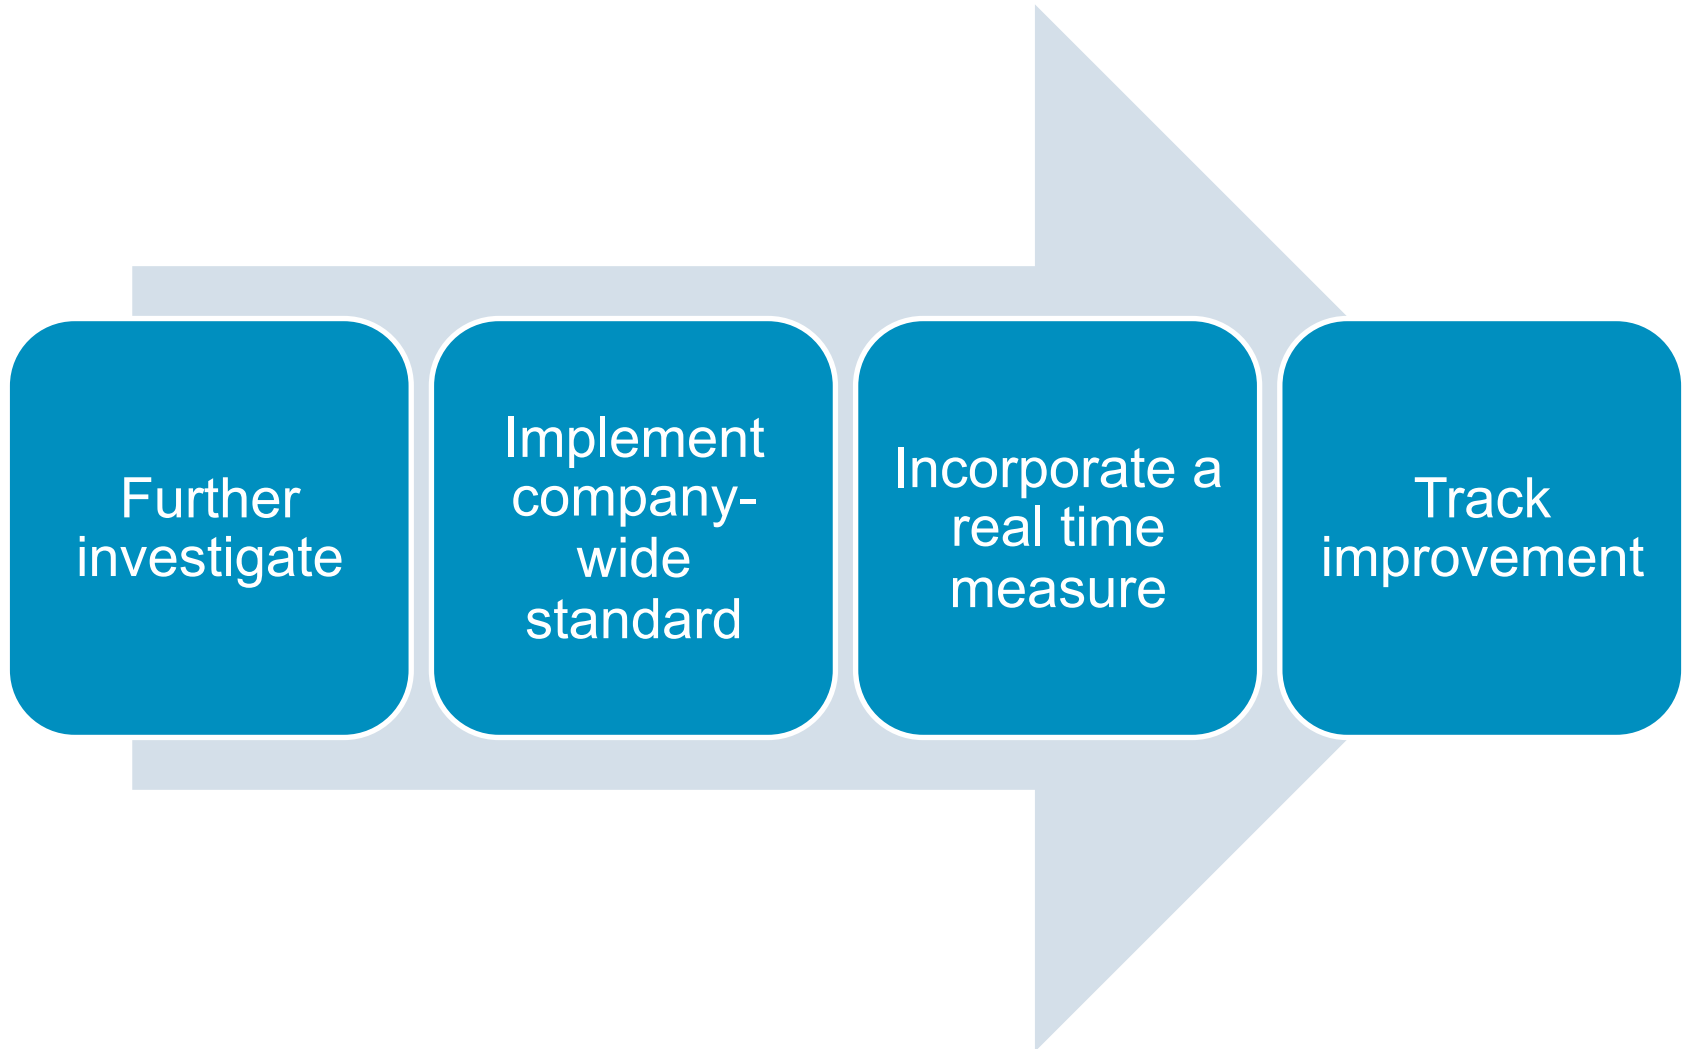 Further
investigate
Implement
company-
wide
standard
Incorporate a
real time
measure
Track
improvement